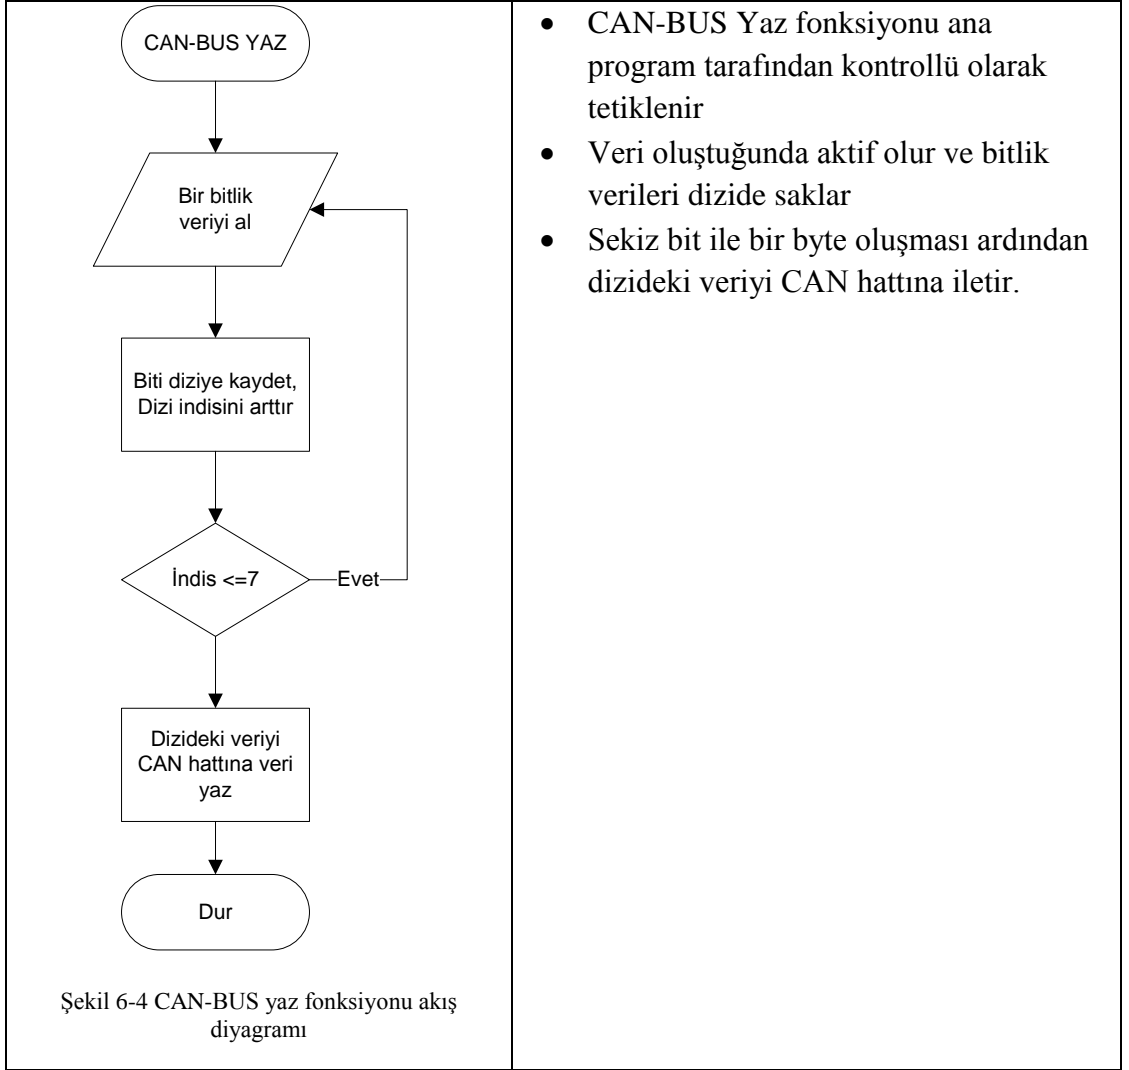 CAN-BUS YAZ
Bir bitlik
veriyi al
Biti diziye kaydet,
Dizi indisini arttır
İndis <=7
Evet
Dizideki veriyi
CAN hattına veri
yaz
Dur
Şekil 6-4 CAN-BUS yaz fonksiyonu akış
diyagramı
• CAN-BUS Yaz fonksiyonu ana
program tarafından kontrollü olarak
tetiklenir
• Veri oluştuğunda aktif olur ve bitlik
verileri dizide saklar
• Sekiz bit ile bir byte oluşması ardından
dizideki veriyi CAN hattına iletir.